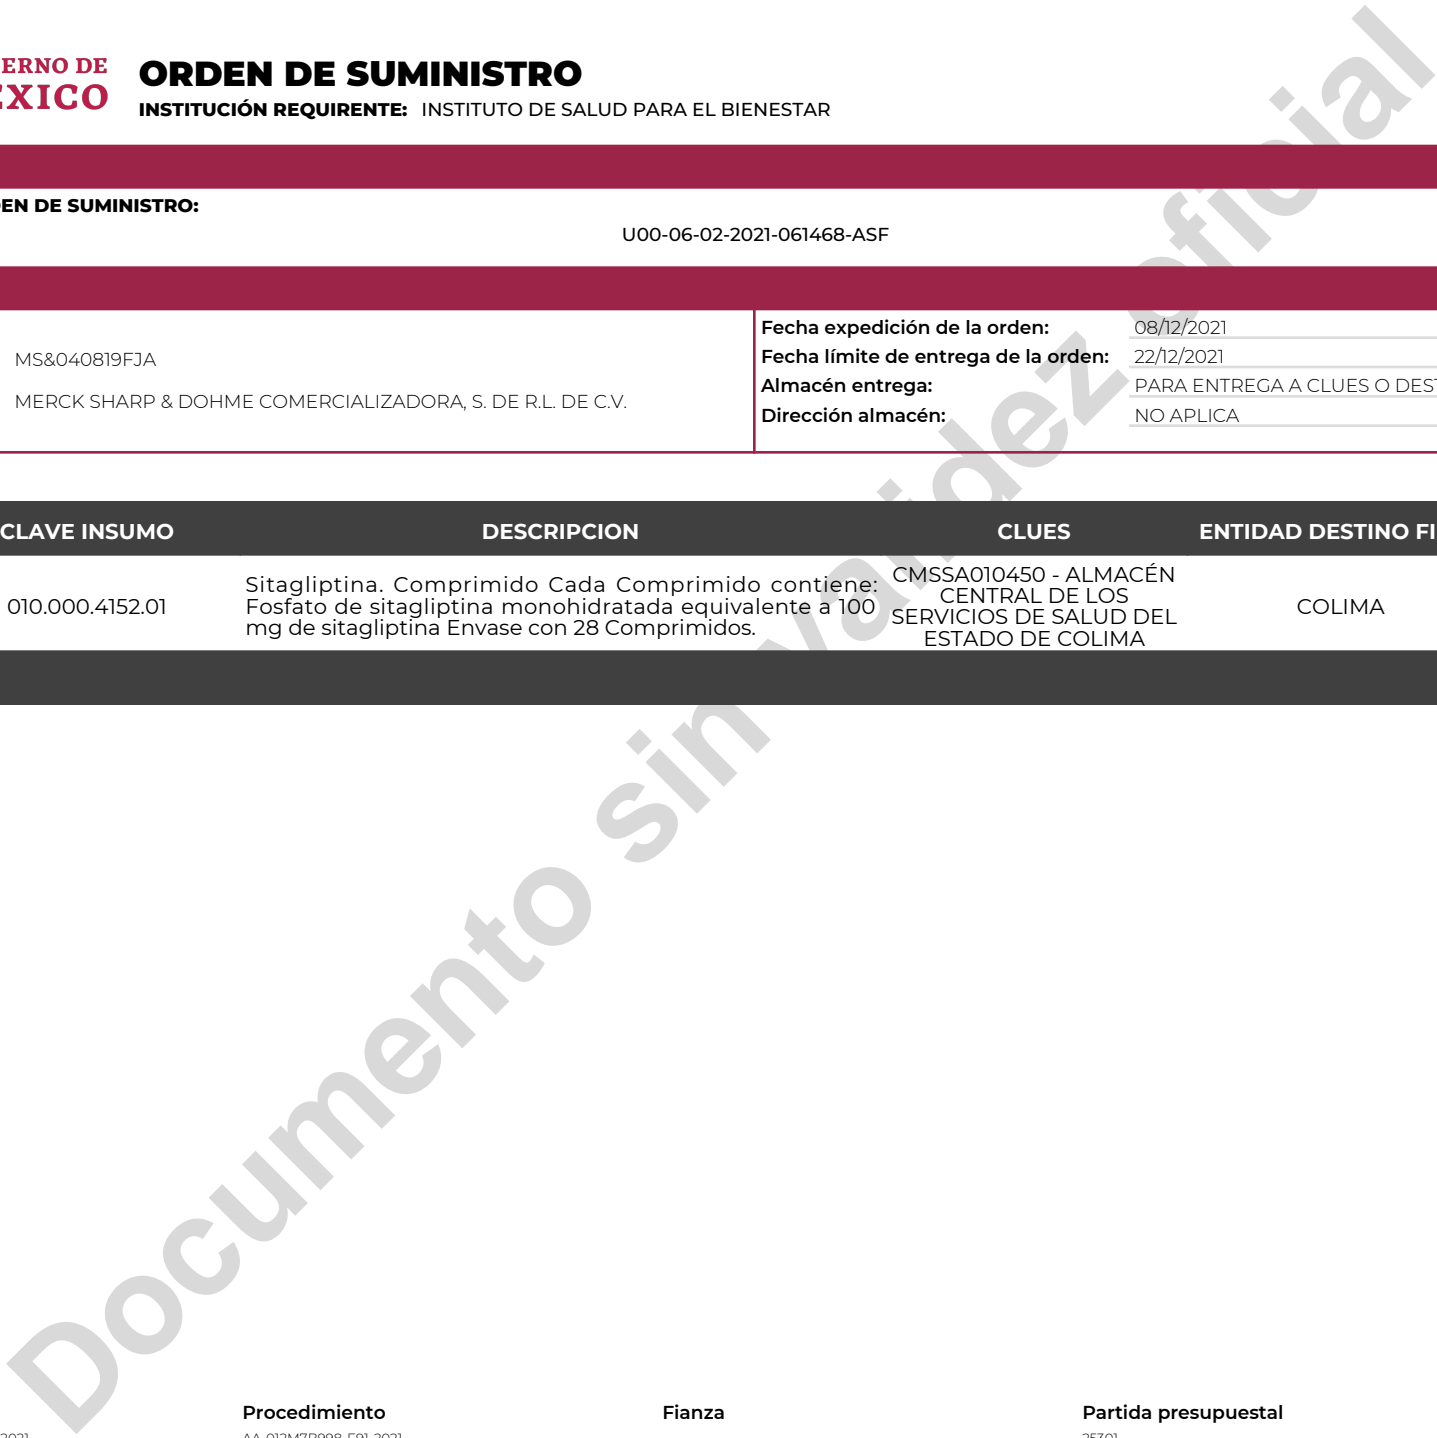 ERNO DE
EXICO
ORDEN DE SUMINISTRO
INSTITUCIÓN REQUIRENTE: INSTITUTO DE SALUD PARA EL BIENESTAR
EN DE SUMINISTRO:
U00-06-02-2021-061468-ASF
MS&040819FJA
MERCK SHARP & DOHME COMERCIALIZADORA, S. DE R.L. DE C.V.
Fecha expedición de la orden: 08/12/2021
Fecha límite de entrega de la orden: 22/12/2021
Almacén entrega: PARA ENTREGA A CLUES O DEST
Dirección almacén: NO APLICA
CLAVE INSUMO DESCRIPCION CLUES ENTIDAD DESTINO FI
010.000.4152.01
Sitagliptina. Comprimido Cada Comprimido contiene:
Fosfato de sitagliptina monohidratada equivalente a 100
mg de sitagliptina Envase con 28 Comprimidos.
CMSSA010450 - ALMACÉN
CENTRAL DE LOS
SERVICIOS DE SALUD DEL
ESTADO DE COLIMA
COLIMA
Documento sin validez oficial
Procedimiento Fianza Partida presupuestal